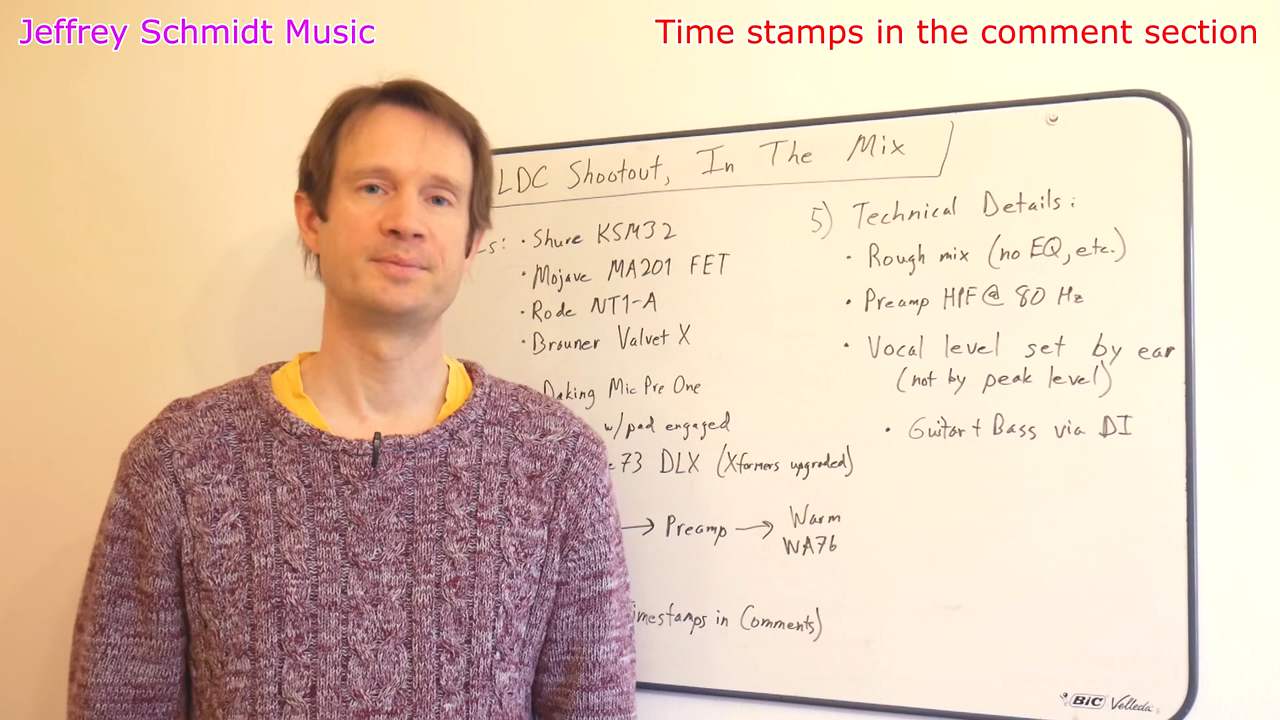 Jeffrey Schmidt Music
Time stamps in the comment section
LDC Shootout, In The Mix
s:
· Shure KSM32
· Mojave MA201 FET
· Rode NT1-A
· Brauner Valvet X
Daking Mic Pre One
w/pad engaged
73 DLX (Xformers upgraded)
→ Preamp → Warm
WA76
imestamps in Comments)
5) Technical Details:
· Rough mix (no EQ, etc.)
· Preamp HPF @ 80 Hz
· Vocal level set by ear
(not by peak level)
· Guitar + Bass via DI
BIC Velleda